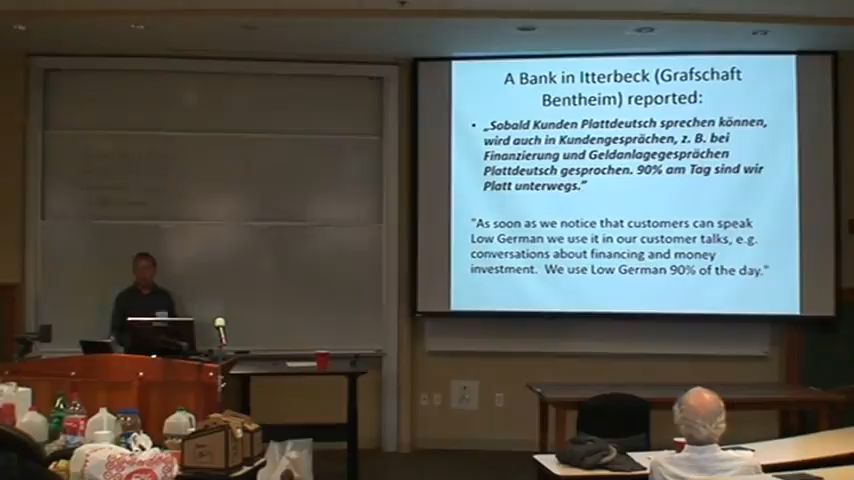 A Bank in Itterbeck (Grafschaft
Bentheim) reported:
• „Sobald Kunden Plattdeutsch sprechen können,
wird auch in Kundengesprächen, z. B. bei
Finanzierung und Geldanlagegesprächen
Plattdeutsch gesprochen. 90% am Tag sind wir
Platt unterwegs.”
"As soon as we notice that customers can speak
Low German we use it in our customer talks, e.g.
conversations about financing and money
investment. We use Low German 90% of the day."